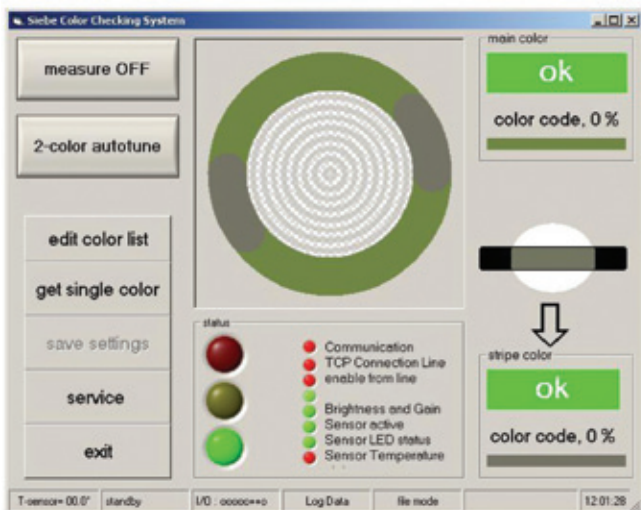 Siebe Color Checking System
measure OFF
2-color autotune
edit color list
get single color
save settings
service
exit
status
Communication
TCP Connection Line
enable from line
Brightness and Gain
Sensor active
Sensor LED status
Sensor Temperature
main color
ok
color code, 0 %
stripe color
ok
color code, 0 %
T-sensor= 00.0°
standby
I/O : ooooo==o
Log Data
file mode
12:01:28